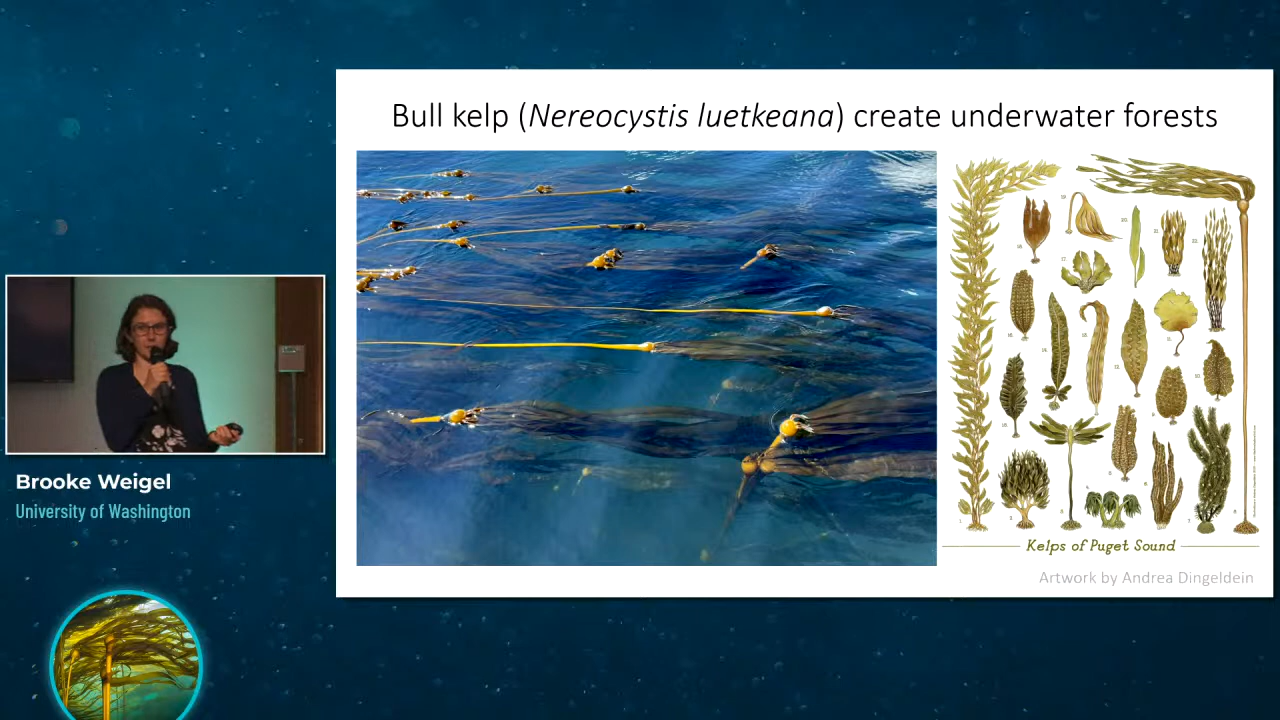 Bull kelp (Nereocystis luetkeana) create underwater forests
Brooke Weigel
University of Washington
Kelps of Puget Sound
Artwork by Andrea Dingeldein